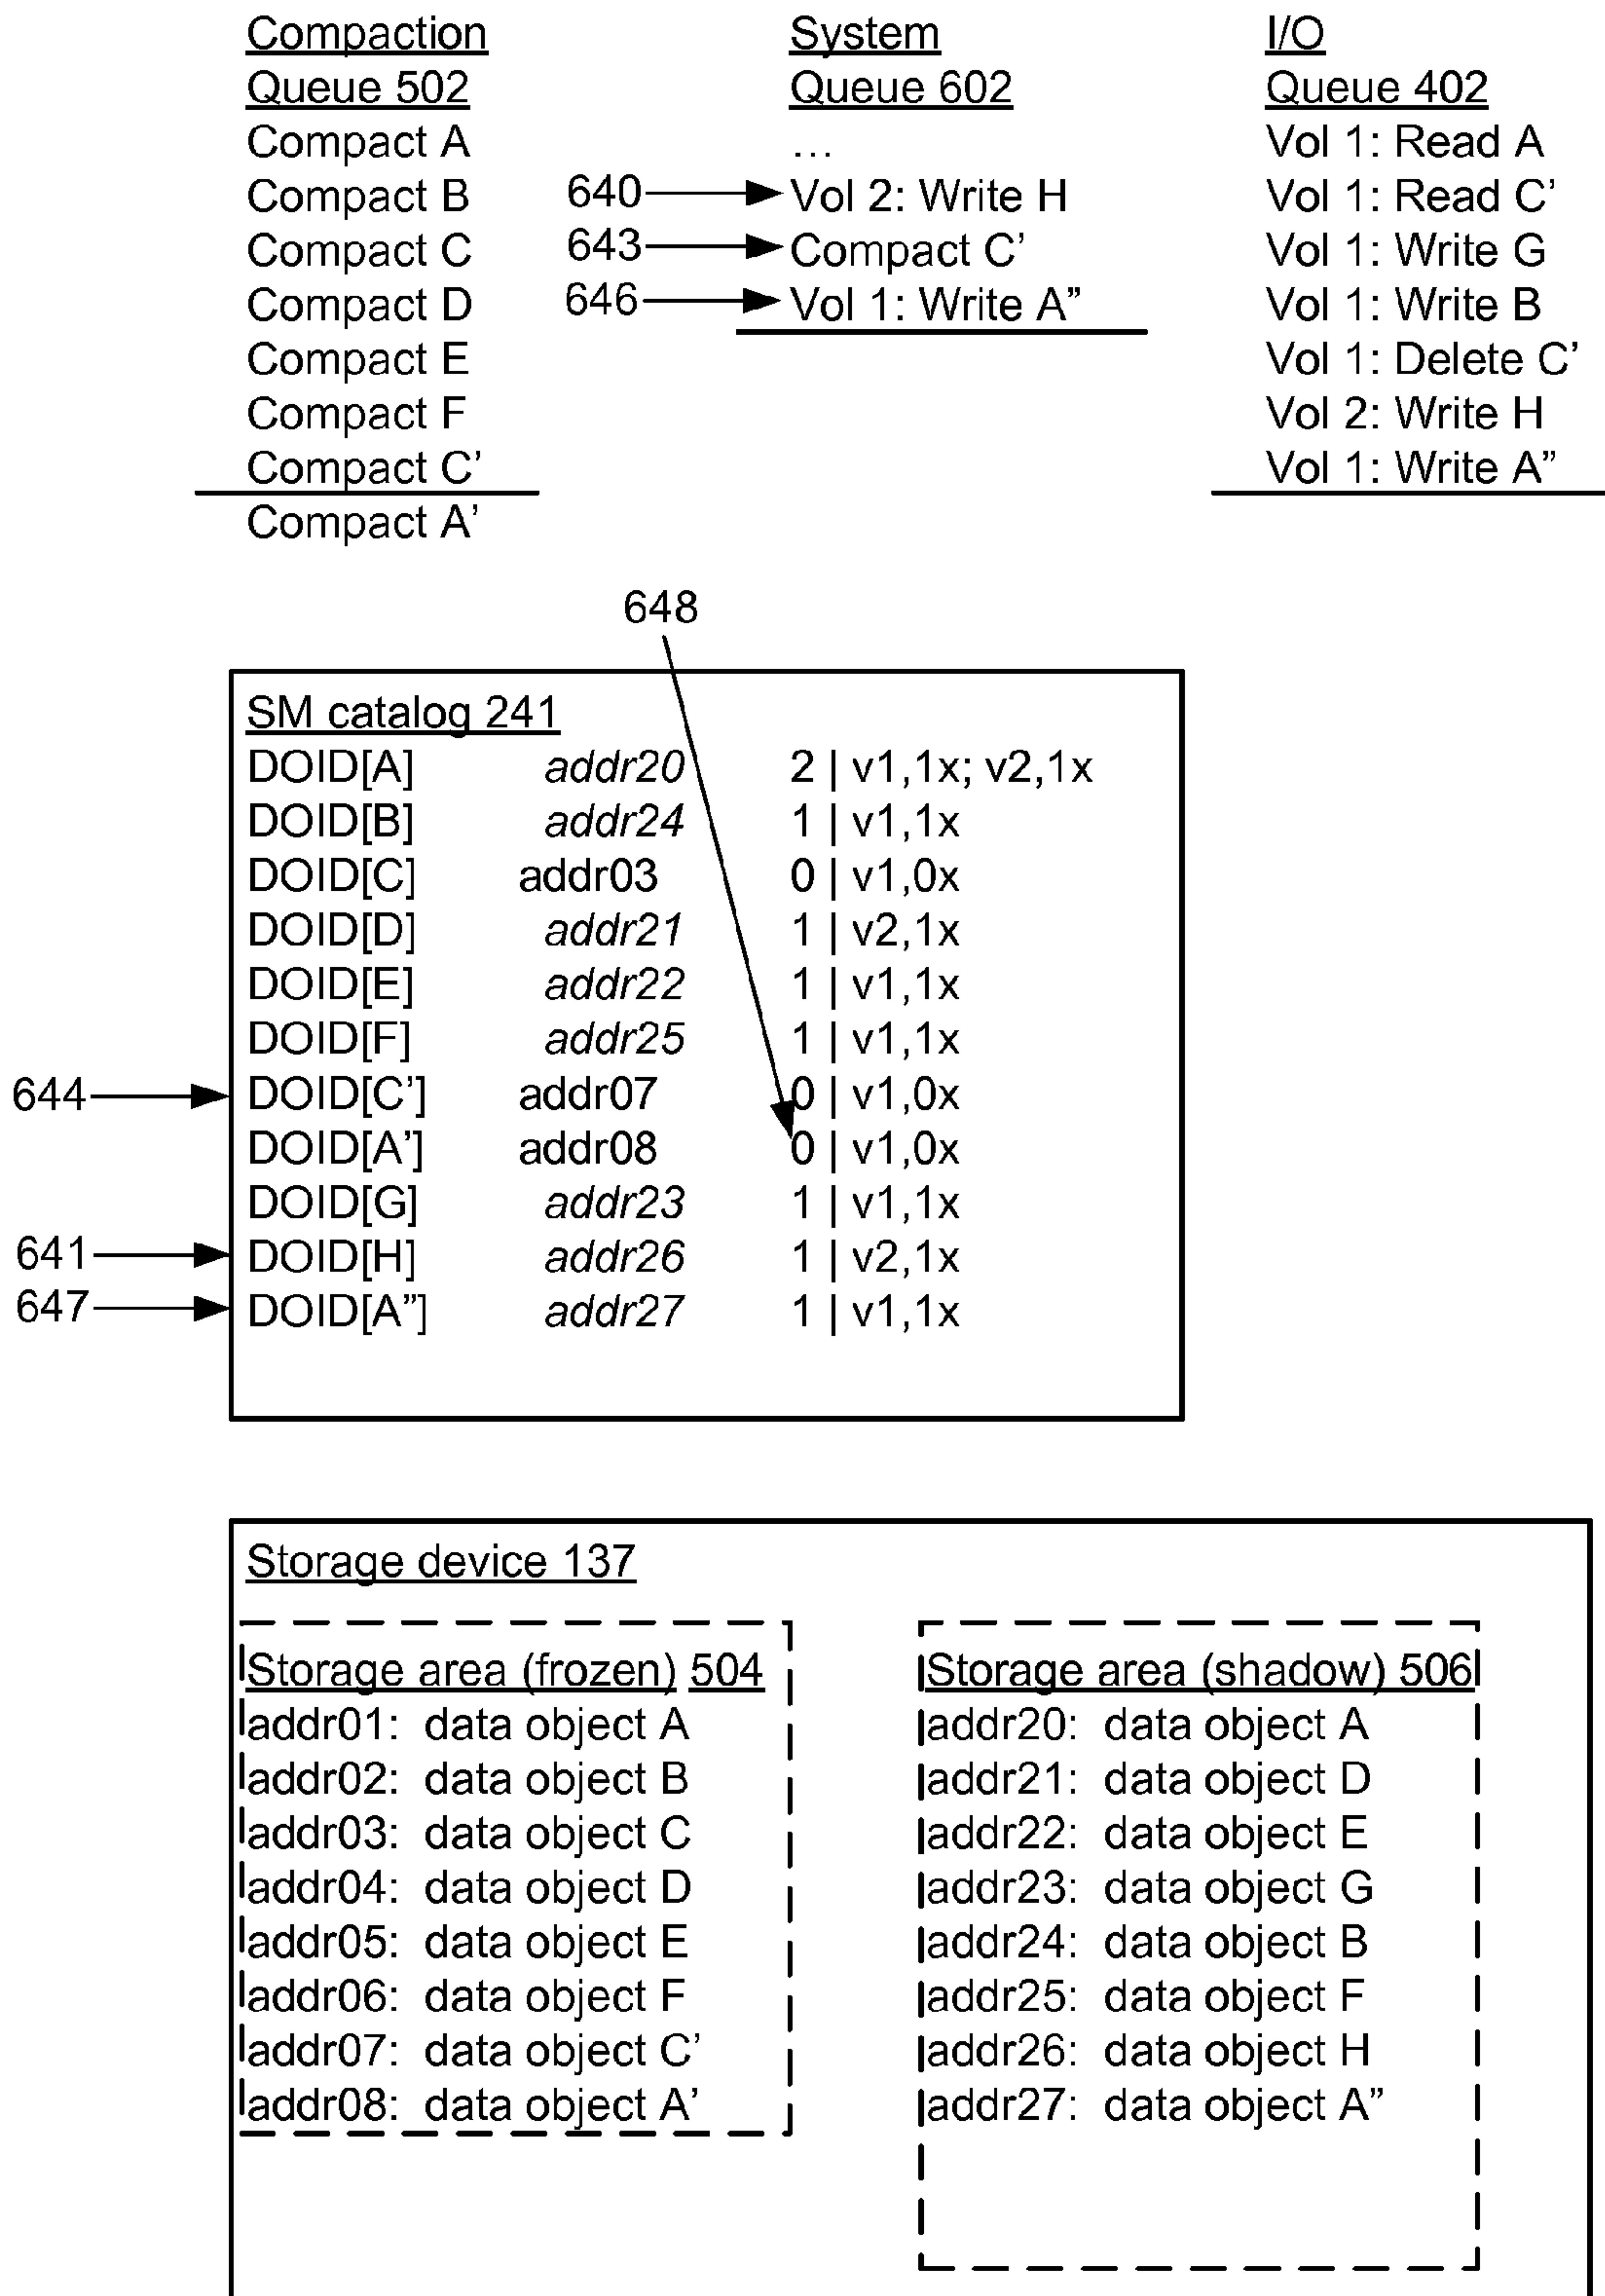 Compaction
Queue 502
Compact A
Compact B
Compact C
Compact D
Compact E
Compact F
Compact C'
Compact A'
System
Queue 602
...
640 Vol 2: Write H
643 Compact C'
646 Vol 1: Write A”
I/O
Queue 402
Vol 1: Read A
Vol 1: Read C’
Vol 1: Write G
Vol 1: Write B
Vol 1: Delete C’
Vol 2: Write H
Vol 1: Write A”
648
SM catalog 241
DOID[A] addr20 2 | v1,1x; v2,1x
DOID[B] addr24 1 | v1,1x
DOID[C] addr03 0 | v1,0x
DOID[D] addr21 1 | v2,1x
DOID[E] addr22 1 | v1,1x
DOID[F] addr25 1 | v1,1x
644 DOID[C’] addr07 0 | v1,0x
DOID[A’] addr08 0 | v1,0x
DOID[G] addr23 1 | v1,1x
641 DOID[H] addr26 1 | v2,1x
647 DOID[A”] addr27 1 | v1,1x
Storage device 137
Storage area (frozen) 504
addr01: data object A
addr02: data object B
addr03: data object C
addr04: data object D
addr05: data object E
addr06: data object F
addr07: data object C’
addr08: data object A’
Storage area (shadow) 506
addr20: data object A
addr21: data object D
addr22: data object E
addr23: data object G
addr24: data object B
addr25: data object F
addr26: data object H
addr27: data object A”